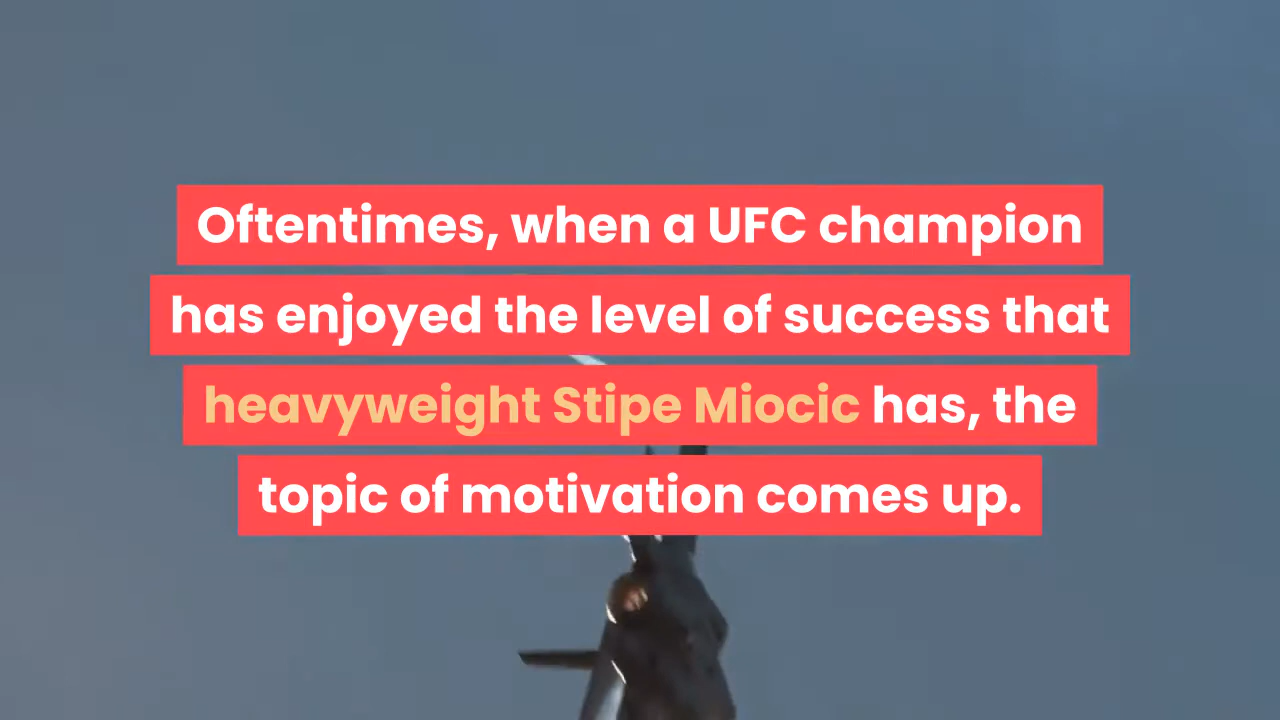 Oftentimes, when a UFC champion
has enjoyed the level of success that
heavyweight Stipe Miocic has, the
topic of motivation comes up.